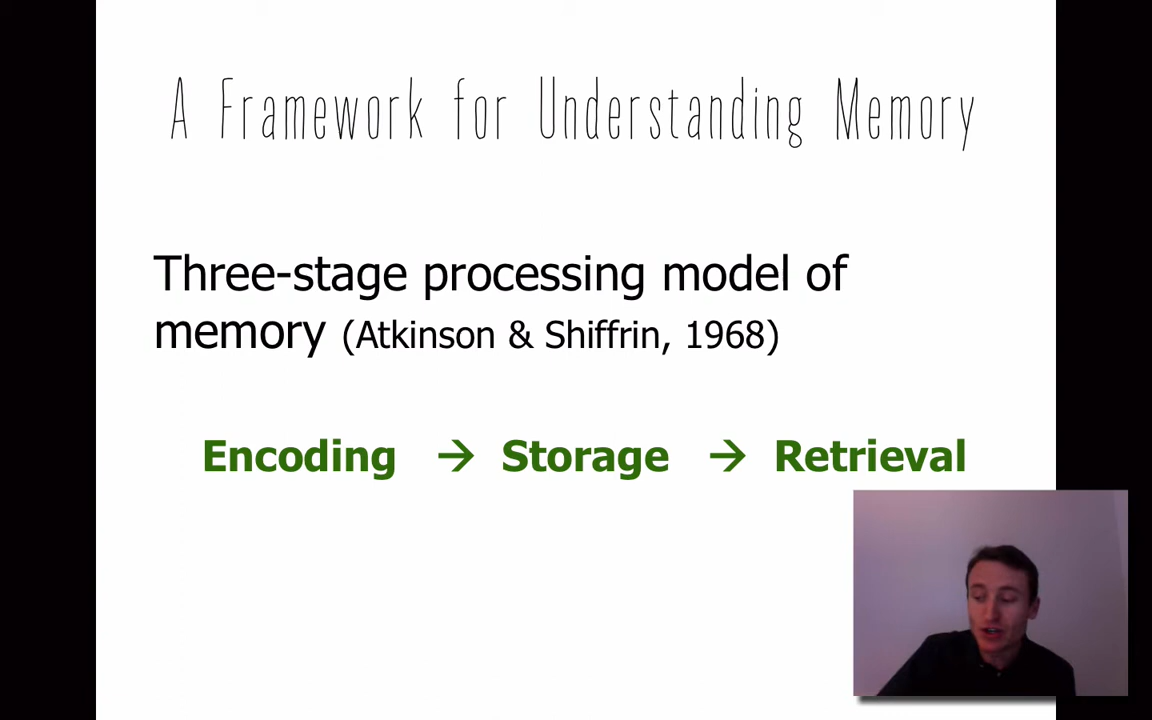 A Framework for Understanding Memory
Three-stage processing model of
memory (Atkinson & Shiffrin, 1968)
Encoding → Storage → Retrieval